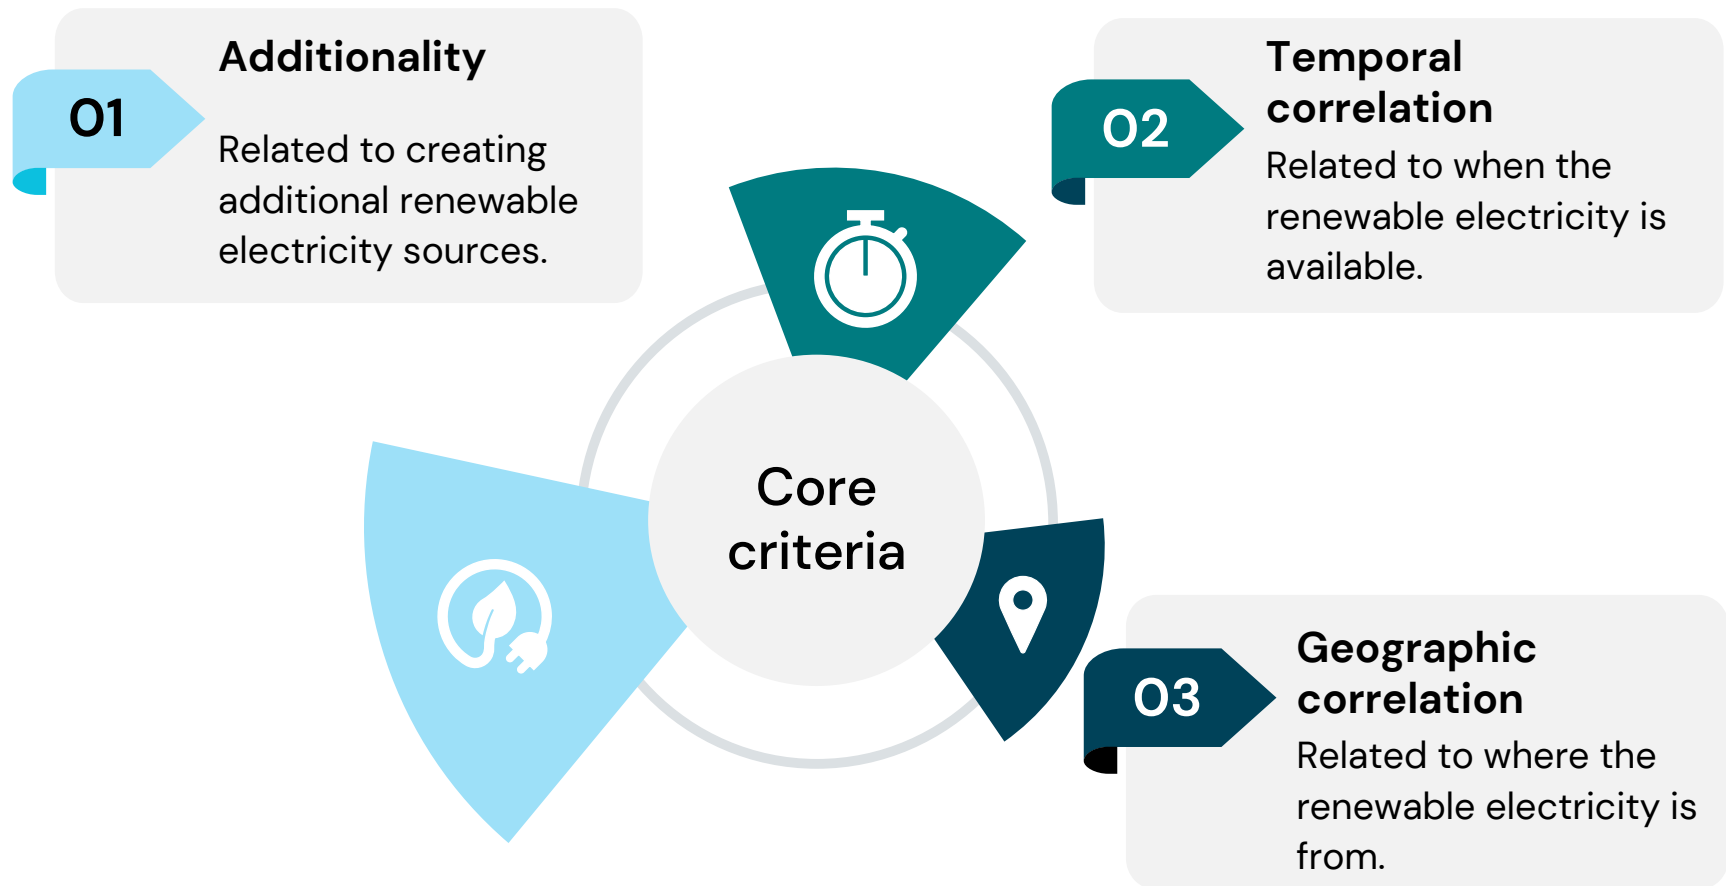 01
Additionality
Related to creating
additional renewable
electricity sources.
02
Temporal
correlation
Related to when the
renewable electricity is
available.
Core
criteria
03
Geographic
correlation
Related to where the
renewable electricity is
from.